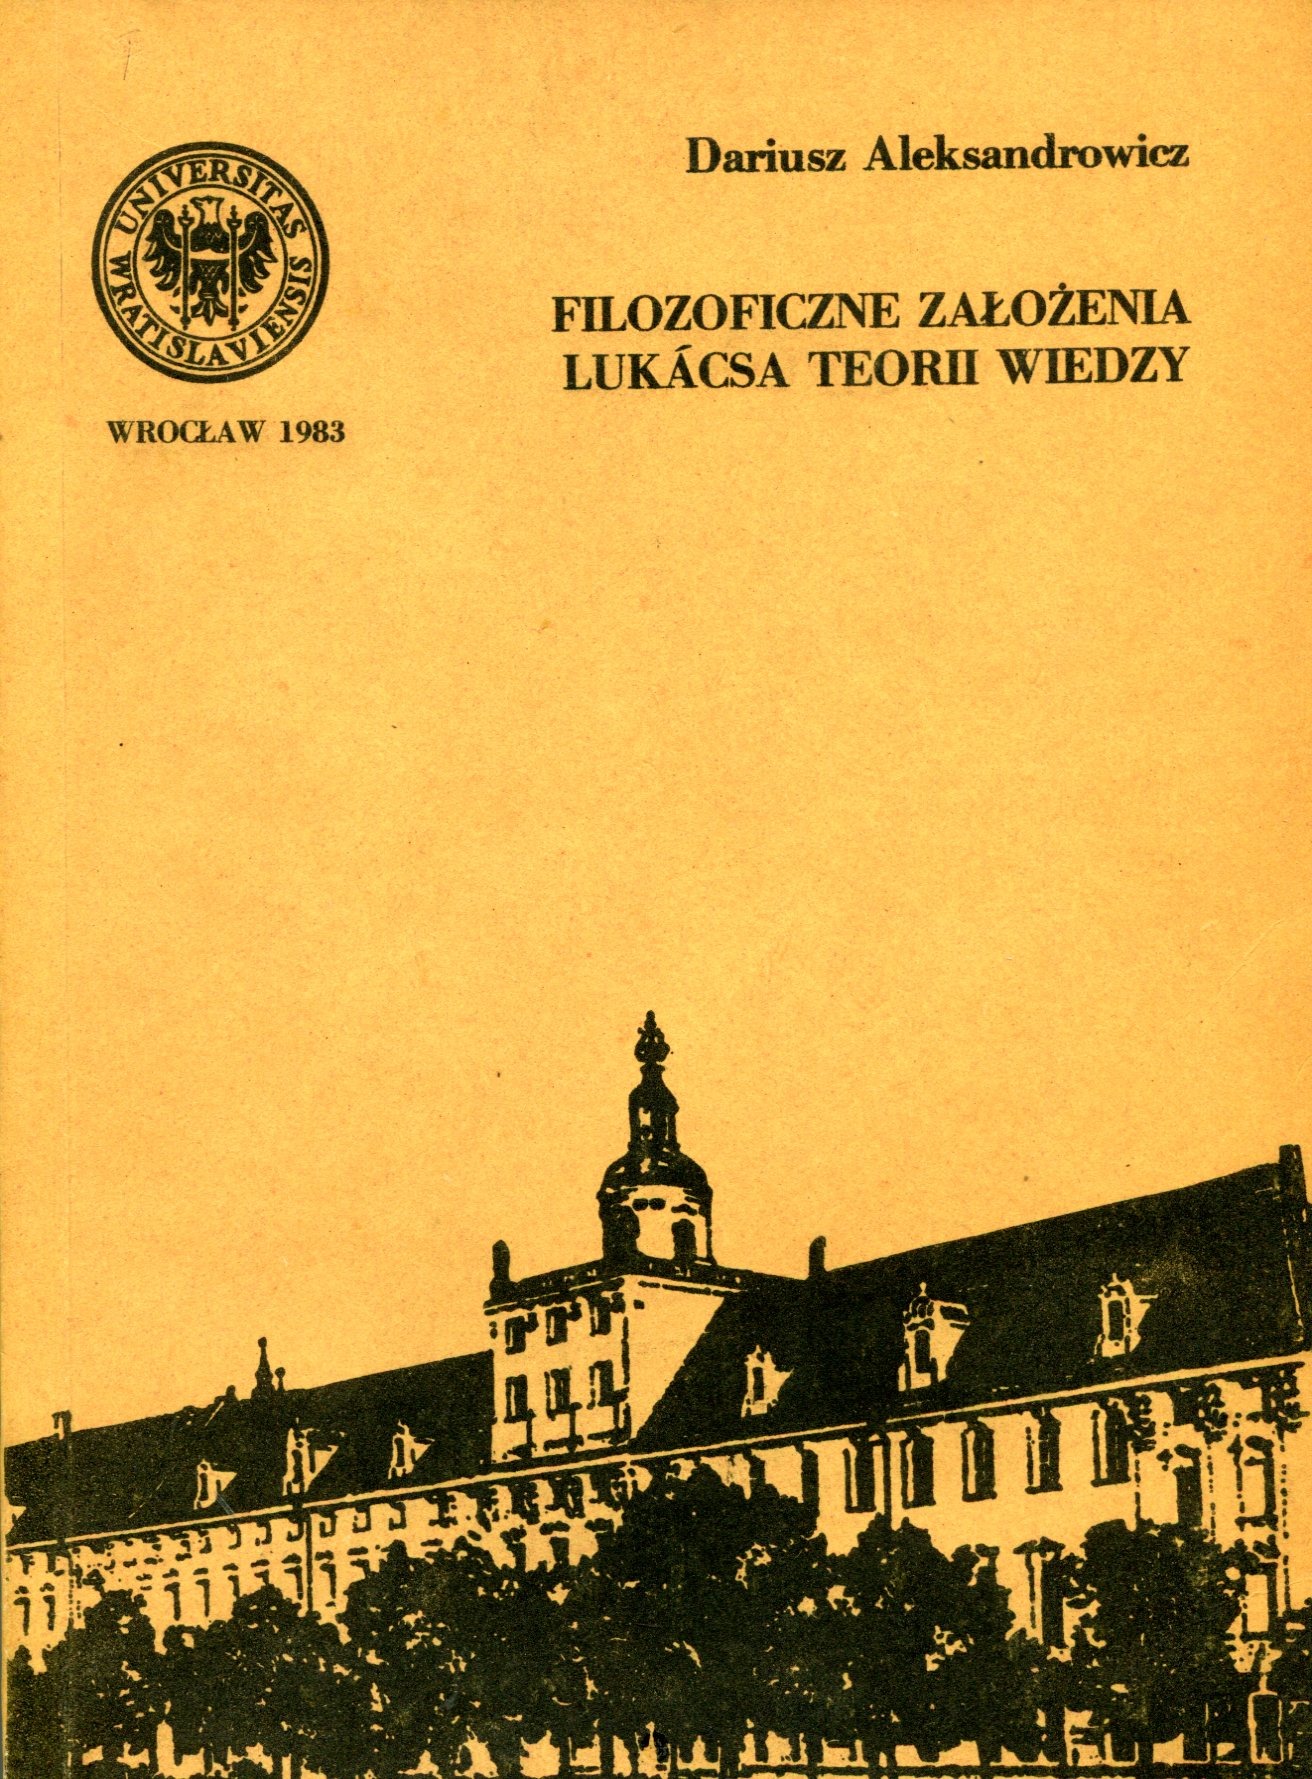 Dariusz Aleksandrowicz
UNIVERSITAS
WRATISLAVIENSIS
FILOZOFICZNE ZAŁOŻENIA
LUKÁCSA TEORII WIEDZY
WROCŁAW 1983